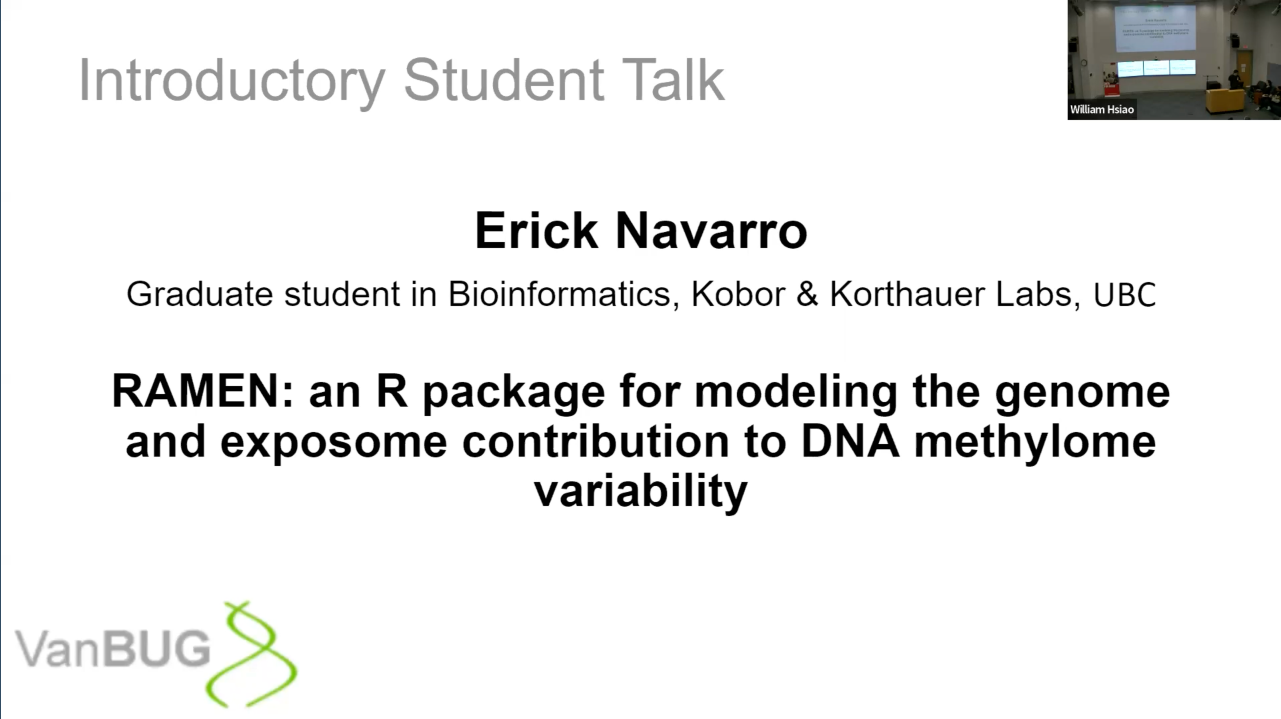 Introductory Student Talk
William Hsiao
Erick Navarro
Graduate student in Bioinformatics, Kobor & Korthauer Labs, UBC
RAMEN: an R package for modeling the genome
and exposome contribution to DNA methylome
variability
VanBUG